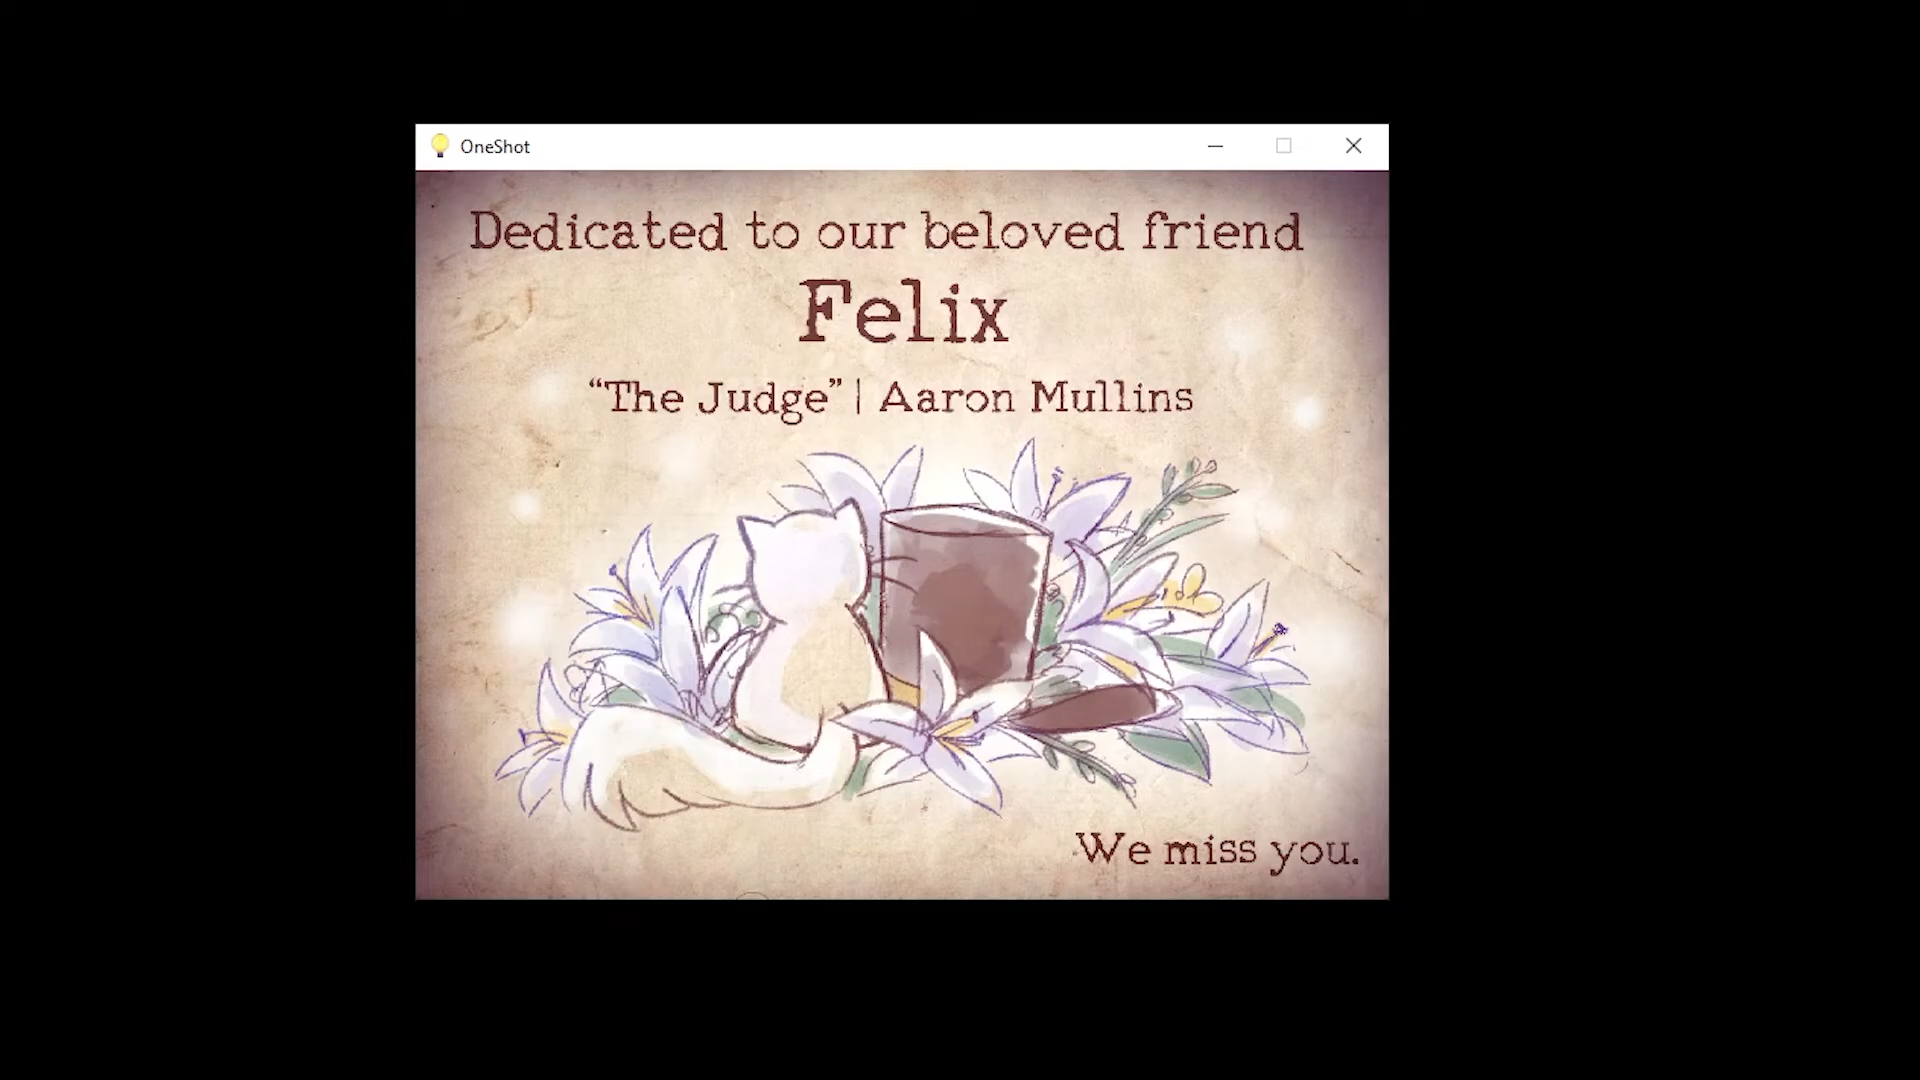 OneShot
Dedicated to our beloved friend
Felix
“The Judge” | Aaron Mullins
We miss you.